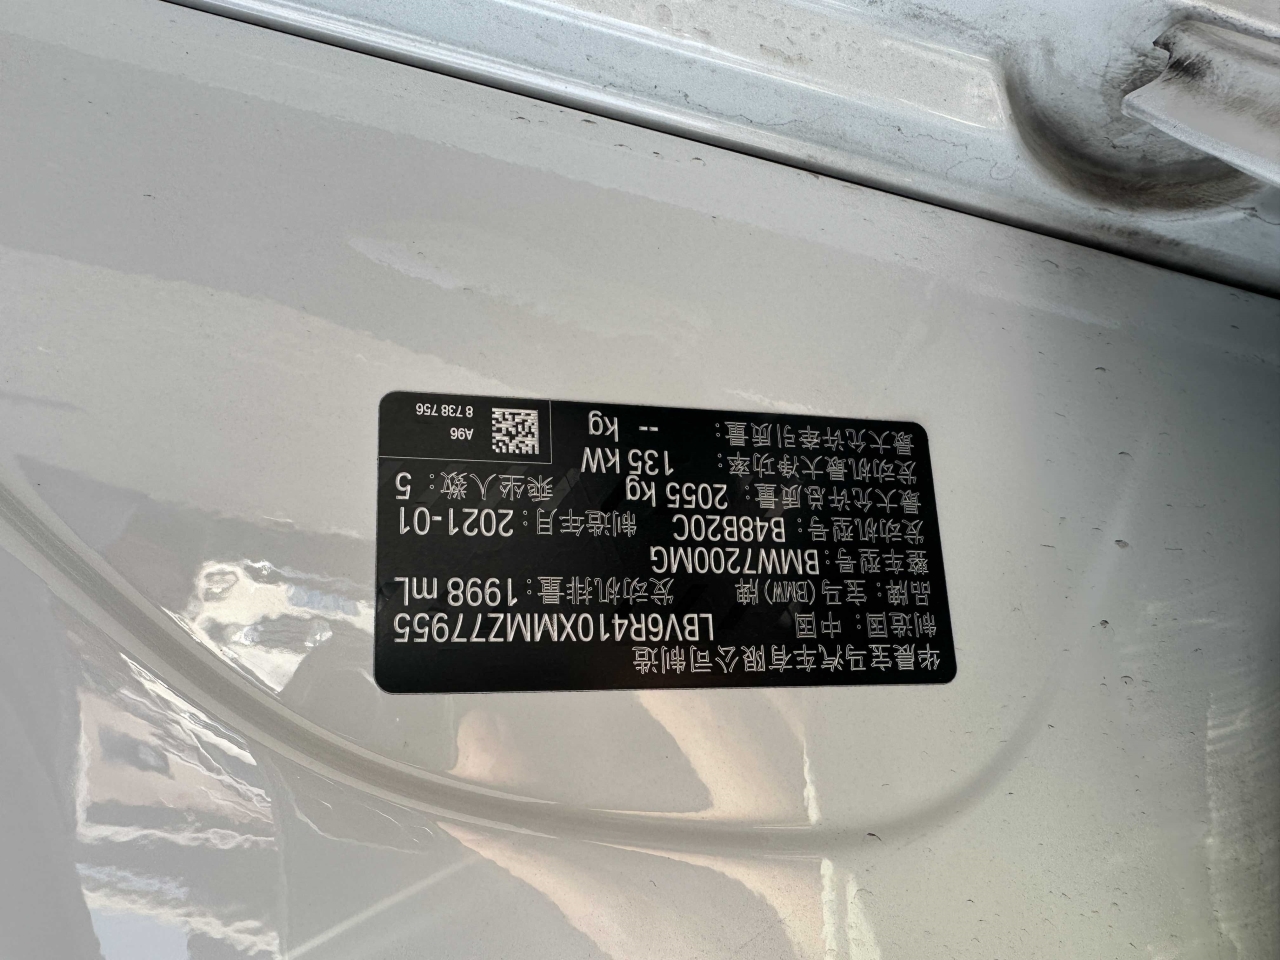 华晨宝马汽车有限公司制造
制造国：中国 LBV6R410XMMZ77955
品牌：宝马(BMW)牌 发动机排量：1998 mL
整车型号：BMW7200MG
发动机型号：B48B20C 制造年月：2021-01
最大允许总质量：2055 kg 乘坐人数：5
发动机最大净功率：135 kW
最大允许牵引质量：-- kg
A96
8 738 756